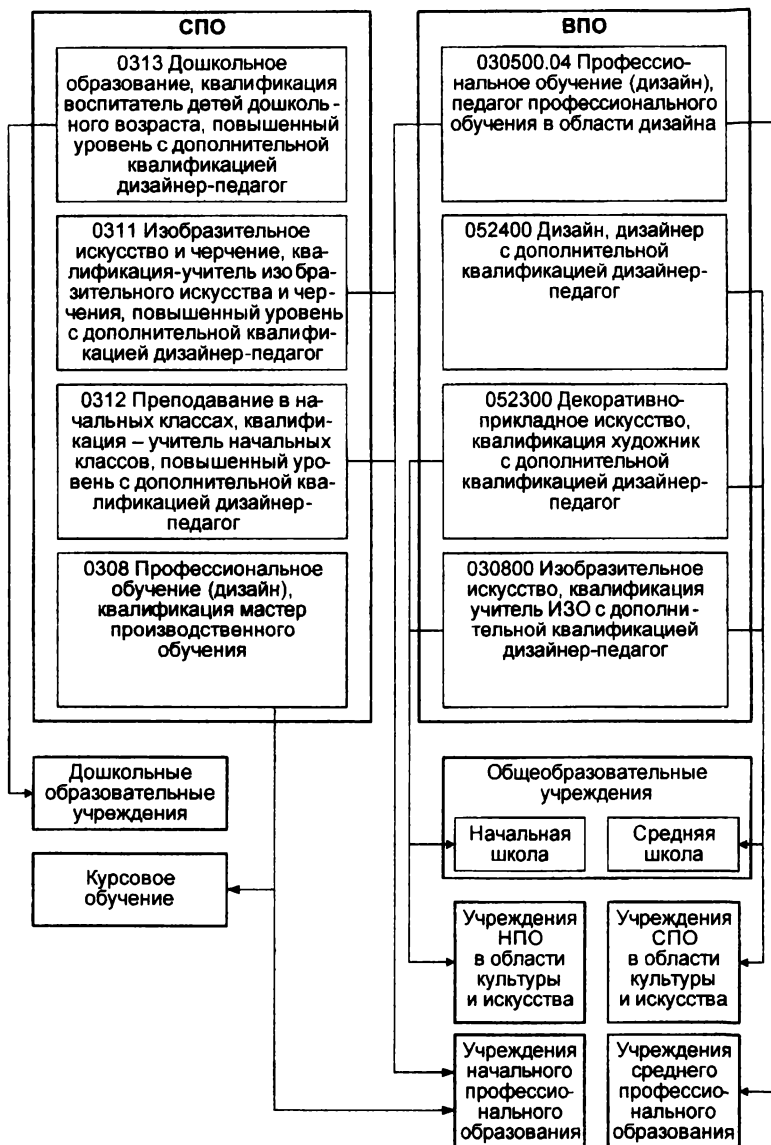 СПО
0313 Дошкольное
образование, квалификация
воспитатель детей дошколь-
ного возраста, повышенный
уровень с дополнительной
квалификацией
дизайнер-педагог
0311 Изобразительное
искусство и черчение, ква-
лификация-учитель изобра-
зительного искусства и чер-
чения, повышенный уровень
с дополнительной квалифи-
кацией дизайнер-педагог
0312 Преподавание в на-
чальных классах, квалифи-
кация – учитель начальных
классов, повышенный уро-
вень с дополнительной ква-
лификацией дизайнер-
педагог
0308 Профессиональное
обучение (дизайн),
квалификация мастер
производственного
обучения
ВПО
030500.04 Профессио-
нальное обучение (дизайн),
педагог профессионального
обучения в области дизайна
052400 Дизайн, дизайнер
с дополнительной
квалификацией дизайнер-
педагог
052300 Декоративно-
прикладное искусство,
квалификация художник
с дополнительной
квалификацией дизайнер-
педагог
030800 Изобразительное
искусство, квалификация
учитель ИЗО с дополни-
тельной квалификацией
дизайнер-педагог
Дошкольные
образовательные
учреждения
Курсовое
обучение
Общеобразовательные
учреждения
Начальная
школа
Средняя
школа
Учреждения
НПО
в области
культуры
и искусства
Учреждения
СПО
в области
культуры
и искусства
Учреждения
начального
профессио-
нального
образования
Учреждения
среднего
профессио-
нального
образования